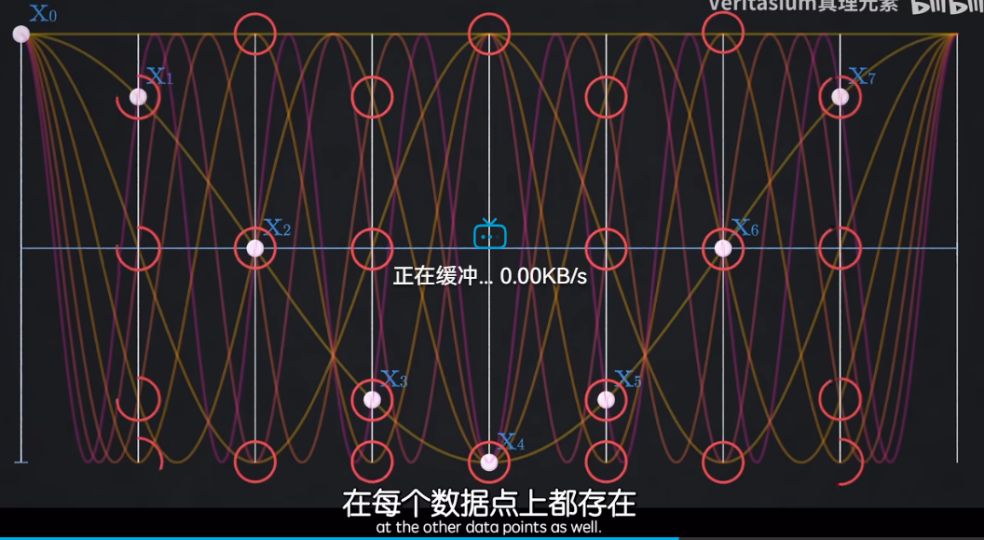 Veritasium真理元素 bilibili
X₀
X₁
X₇
X₂
X₆
正在缓冲... 0.00KB/s
X₃
X₅
X₄
在每个数据点上都存在
at the other data points as well.